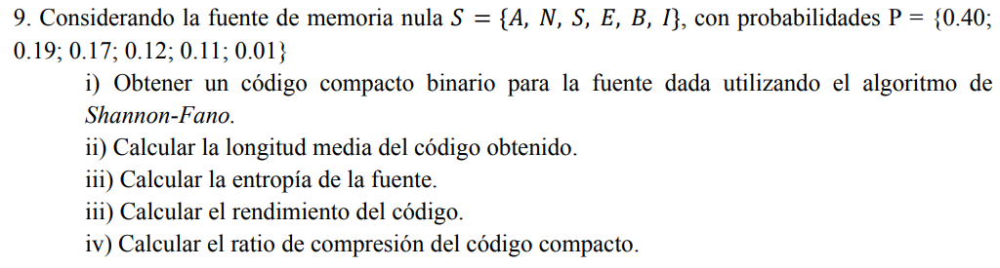 9. Considerando la fuente de memoria nula S = {A, N, S, E, B, I}, con probabilidades P = {0.40;
0.19; 0.17; 0.12; 0.11; 0.01}
i) Obtener un código compacto binario para la fuente dada utilizando el algoritmo de
Shannon-Fano.
ii) Calcular la longitud media del código obtenido.
iii) Calcular la entropía de la fuente.
iii) Calcular el rendimiento del código.
iv) Calcular el ratio de compresión del código compacto.